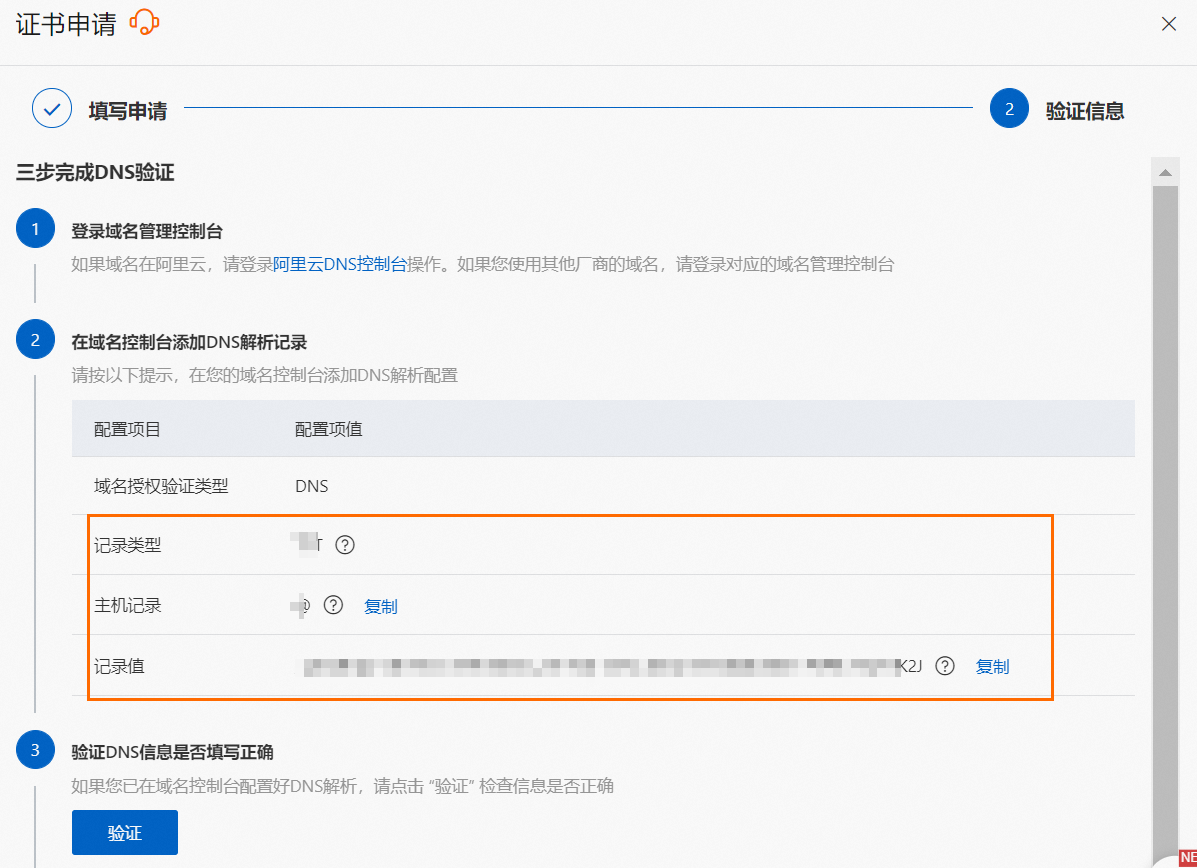 证书申请
填写申请
2 验证信息
三步完成DNS验证
1 登录域名管理控制台
如果域名在阿里云，请登录阿里云DNS控制台操作。如果您使用其他厂商的域名，请登录对应的域名管理控制台
2 在域名控制台添加DNS解析记录
请按以下提示，在您的域名控制台添加DNS解析配置
配置项目 配置项值
域名授权验证类型 DNS
记录类型 T
主机记录 @ 复制
记录值 K2J 复制
3 验证DNS信息是否填写正确
如果您已在域名控制台配置好DNS解析，请点击 “验证” 检查信息是否正确
验证
NE